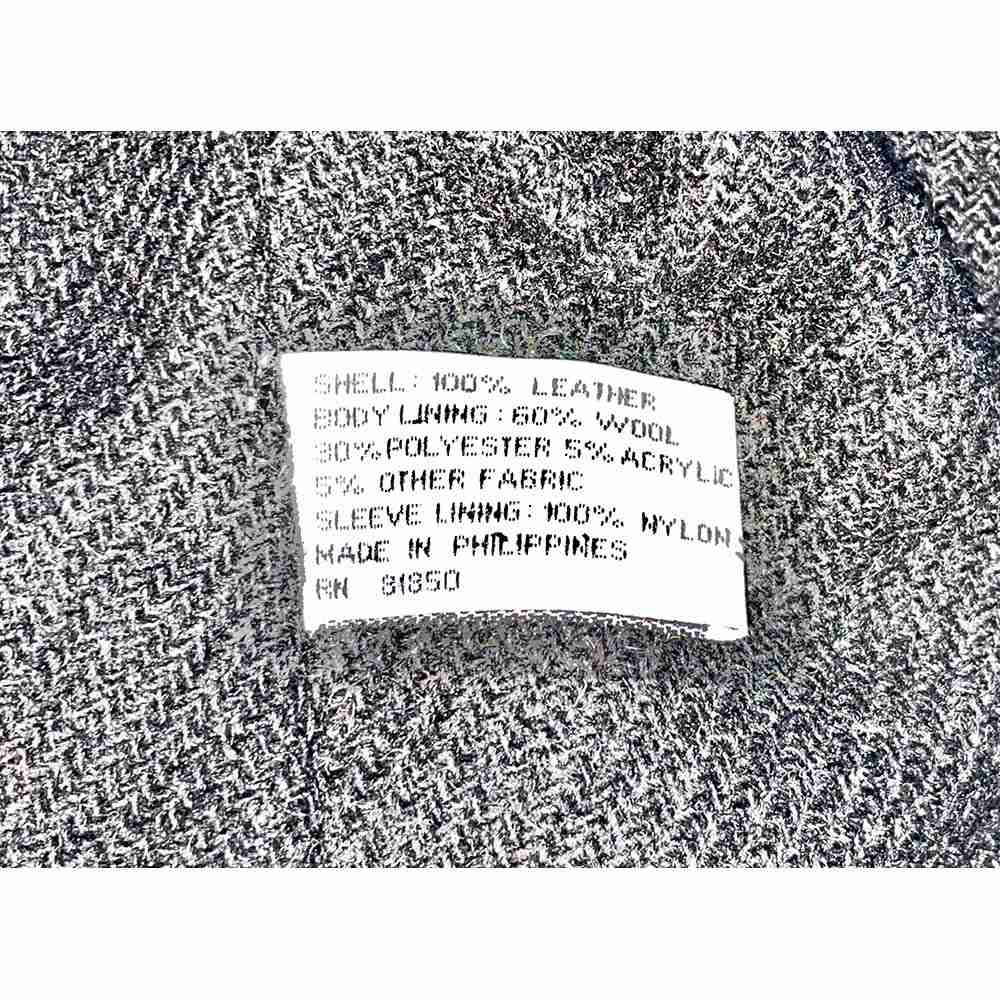 SHELL: 100% LEATHER
BODY LINING: 60% WOOL
30% POLYESTER 5% ACRYLIC
5% OTHER FABRIC
SLEEVE LINING: 100% NYLON
MADE IN PHILIPPINES
RN 81850